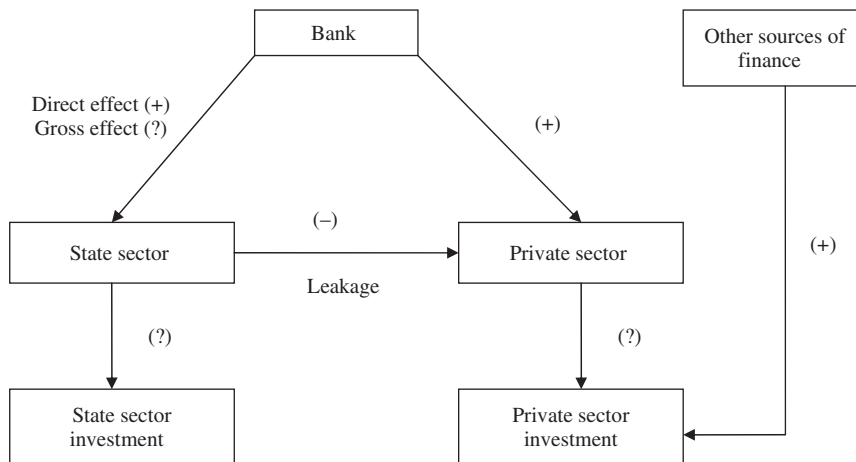 Bank
Other sources of
finance
Direct effect (+)
Gross effect (?)
(+)
(–)
State sector
Private sector
(+)
Leakage
(?)
(?)
State sector
investment
Private sector
investment